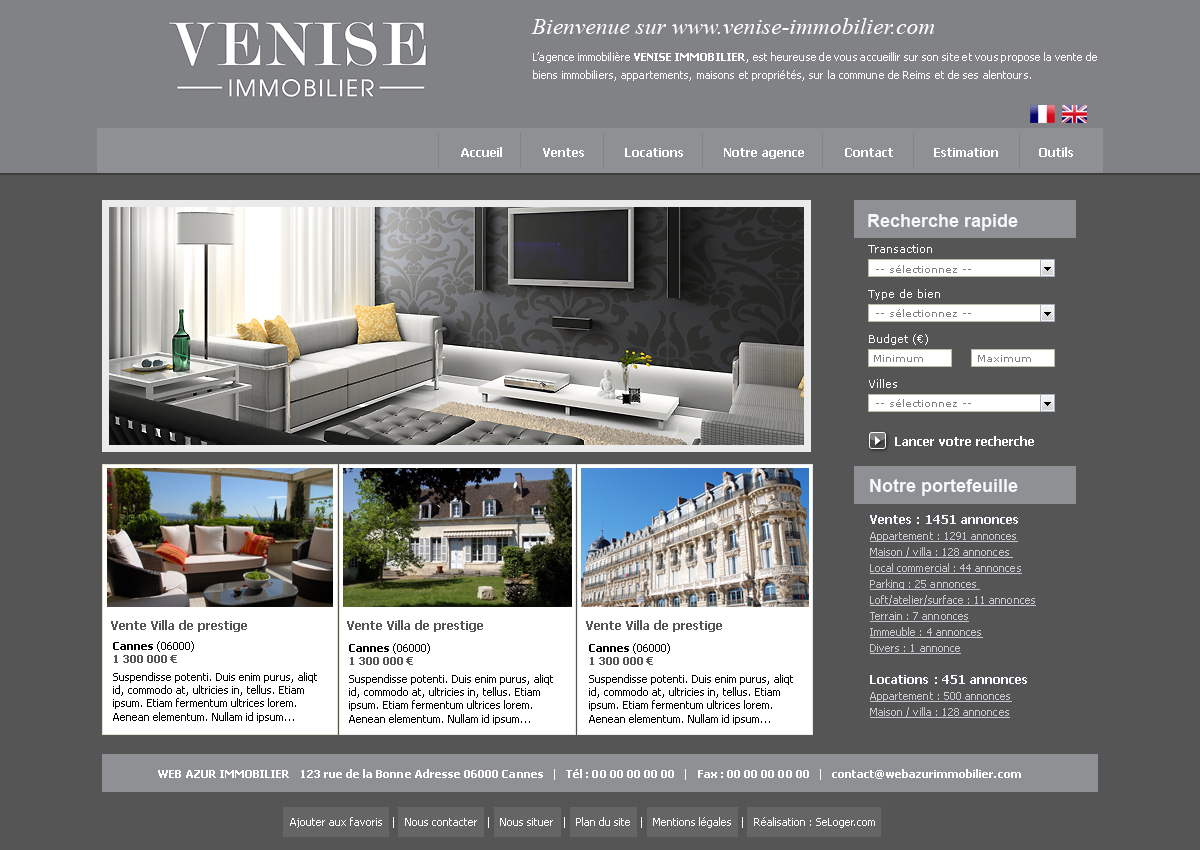 VENISE
IMMOBILIER
Bienvenue sur www.venise-immobilier.com
L'agence immobilière VENISE IMMOBILIER, est heureuse de vous accueillir sur son site et vous propose la vente de
biens immobiliers, appartements, maisons et propriétés, sur la commune de Reims et de ses alentours.
Accueil Ventes Locations Notre agence Contact Estimation Outils
Recherche rapide
Transaction
-- sélectionnez --
Type de bien
-- sélectionnez --
Budget (€)
Minimum Maximum
Villes
-- sélectionnez --
Lancer votre recherche
Vente Villa de prestige
Cannes (06000)
1 300 000 €
Suspendisse potenti. Duis enim purus, aliqt
id, commodo at, ultricies in, tellus. Etiam
ipsum. Etiam fermentum ultrices lorem.
Aenean elementum. Nullam id ipsum...
Vente Villa de prestige
Cannes (06000)
1 300 000 €
Suspendisse potenti. Duis enim purus, aliqt
id, commodo at, ultricies in, tellus. Etiam
ipsum. Etiam fermentum ultrices lorem.
Aenean elementum. Nullam id ipsum...
Vente Villa de prestige
Cannes (06000)
1 300 000 €
Suspendisse potenti. Duis enim purus, aliqt
id, commodo at, ultricies in, tellus. Etiam
ipsum. Etiam fermentum ultrices lorem.
Aenean elementum. Nullam id ipsum...
Notre portefeuille
Ventes : 1451 annonces
Appartement : 1291 annonces
Maison / villa : 128 annonces
Local commercial : 44 annonces
Parking : 25 annonces
Loft/atelier/surface : 11 annonces
Terrain : 7 annonces
Immeuble : 4 annonces
Divers : 1 annonce
Locations : 451 annonces
Appartement : 500 annonces
Maison / villa : 128 annonces
WEB AZUR IMMOBILIER 123 rue de la Bonne Adresse 06000 Cannes | Tél : 00 00 00 00 00 | Fax : 00 00 00 00 00 | contact@webazurimmobilier.com
Ajouter aux favoris | Nous contacter | Nous situer | Plan du site | Mentions légales | Réalisation : SeLoger.com